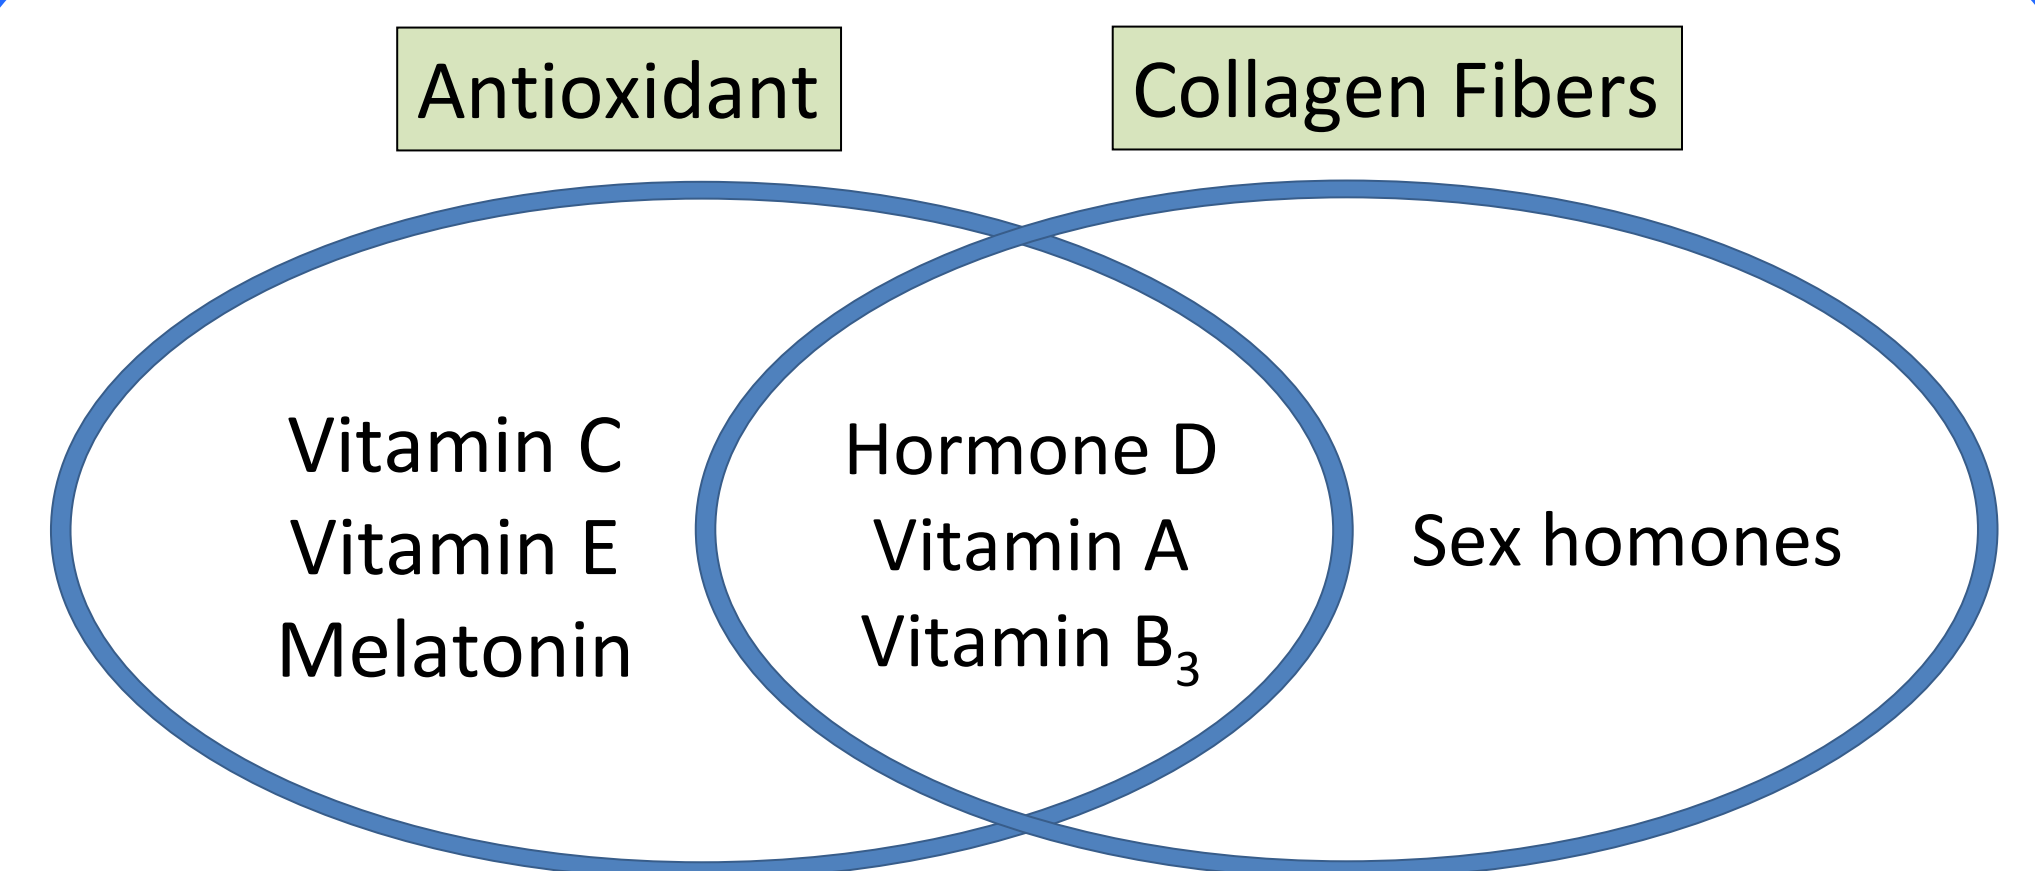 Antioxidant
Collagen Fibers
Vitamin C
Vitamin E
Melatonin
Hormone D
Vitamin A
Vitamin B₃
Sex homones